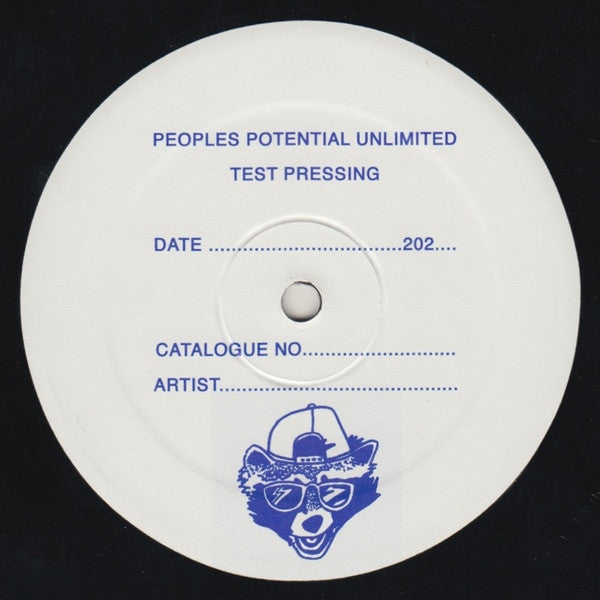 PEOPLES POTENTIAL UNLIMITED
TEST PRESSING
DATE ..................................202....
CATALOGUE NO...........................
ARTIST..........................................